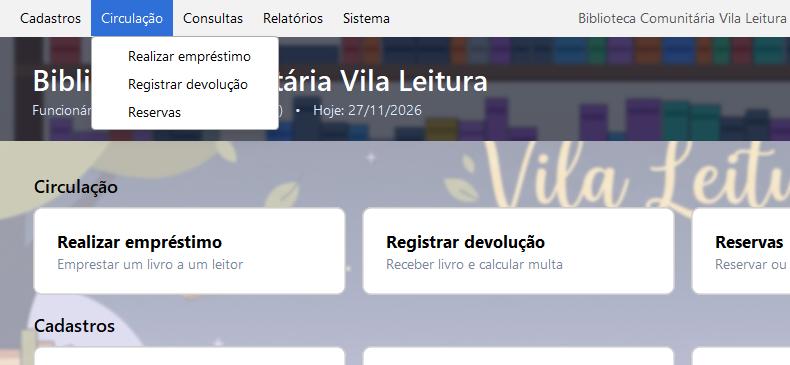 Cadastros Circulação Consultas Relatórios Sistema Biblioteca Comunitária Vila Leitura
Realizar empréstimo
Registrar devolução
Reservas
Bibli tária Vila Leitura
Funcionár ) • Hoje: 27/11/2026
Vila Leitu
Circulação
Realizar empréstimo Registrar devolução Reservas
Emprestar um livro a um leitor Receber livro e calcular multa Reservar ou
Cadastros